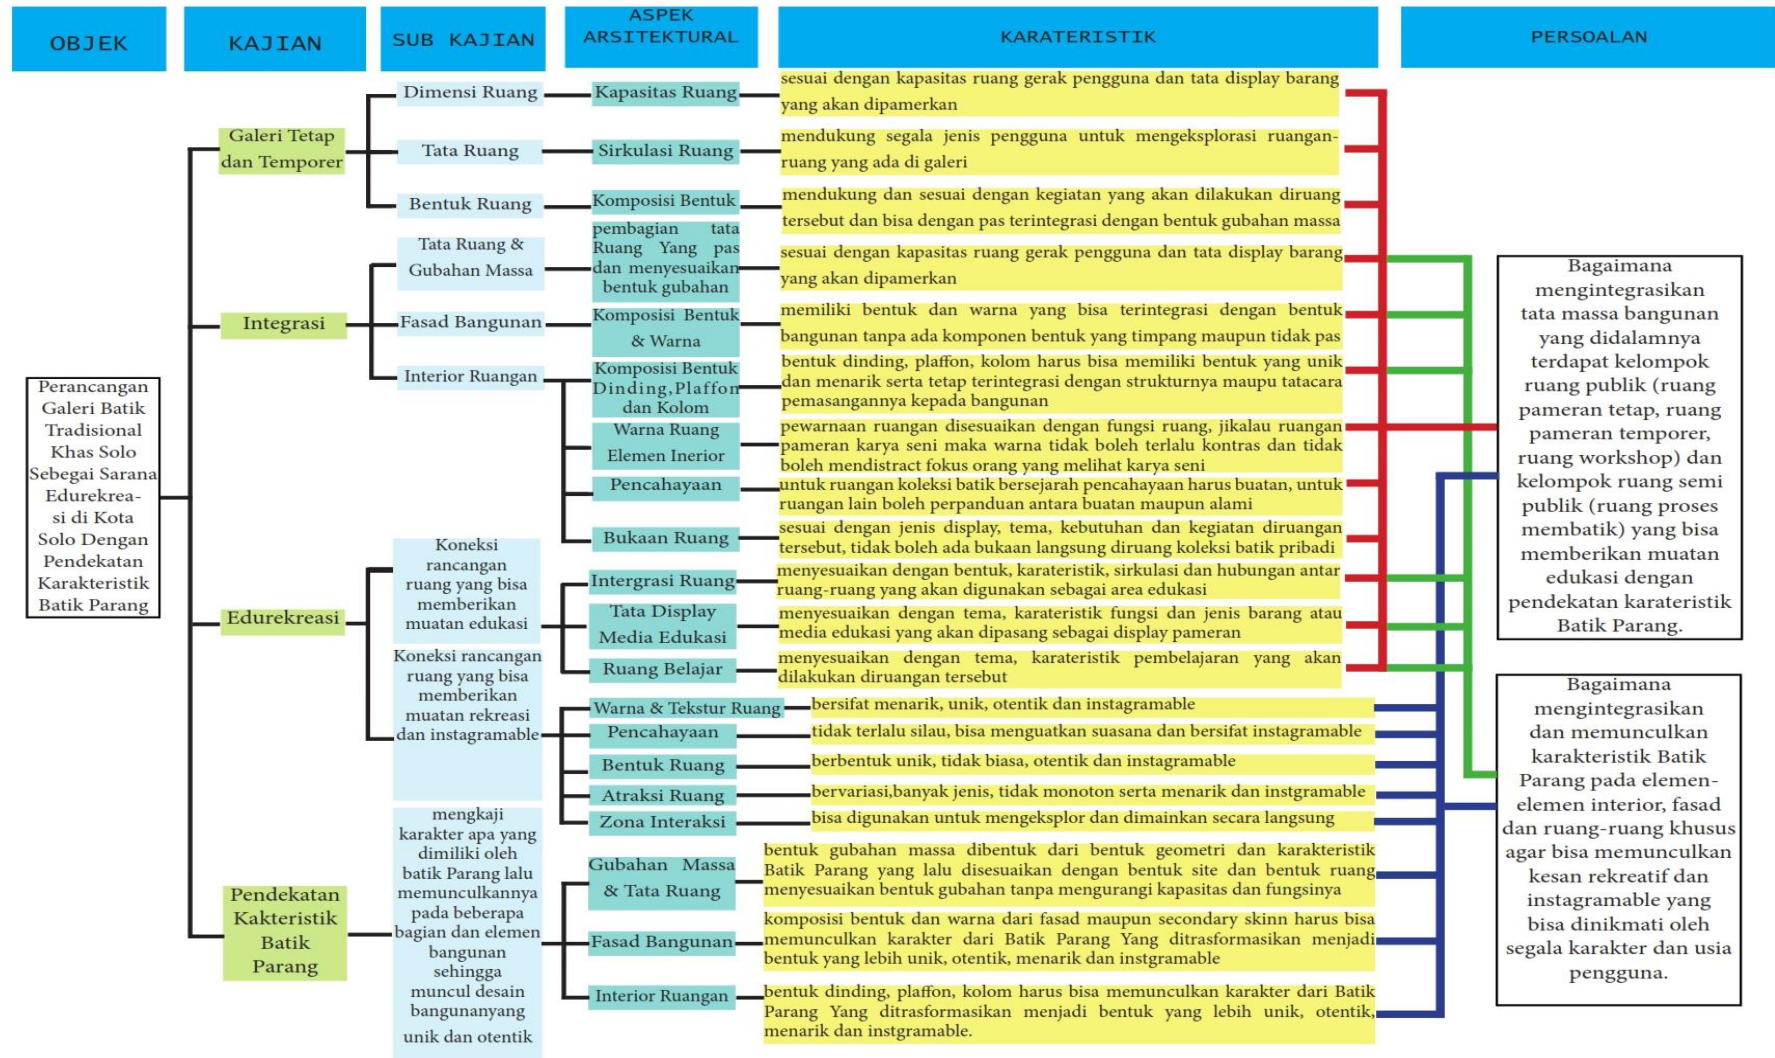 OBJEK
KAJIAN
SUB KAJIAN
ASPEK
ARSITEKTURAL
KARATERISTIK
PERSOALAN
Perancangan
Galeri Batik
Tradisional
Khas Solo
Sebegai Sarana
Edurekrea-
si di Kota
Solo Dengan
Pendekatan
Karakteristik
Batik Parang
Galeri Tetap
dan Temporer
Dimensi Ruang
Kapasitas Ruang
sesuai dengan kapasitas ruang gerak pengguna dan tata display barang
yang akan dipamerkan
Tata Ruang
Sirkulasi Ruang
mendukung segala jenis pengguna untuk mengeksplorasi ruangan-
ruang yang ada di galeri
Bentuk Ruang
Komposisi Bentuk
mendukung dan sesuai dengan kegiatan yang akan dilakukan diruang
tersebut dan bisa dengan pas terintegrasi dengan bentuk gubahan massa
Integrasi
Tata Ruang &
Gubahan Massa
pembagian tata
Ruang Yang pas
dan menyesuaikan
bentuk gubahan
sesuai dengan kapasitas ruang gerak pengguna dan tata display barang
yang akan dipamerkan
Fasad Bangunan
Komposisi Bentuk
& Warna
memiliki bentuk dan warna yang bisa terintegrasi dengan bentuk
bangunan tanpa ada komponen bentuk yang timpang maupun tidak pas
Interior Ruangan
Komposisi Bentuk
Dinding,Plaffon
dan Kolom
bentuk dinding, plaffon, kolom harus bisa memiliki bentuk yang unik
dan menarik serta tetap terintegrasi dengan strukturnya maupu tatacara
pemasangannya kepada bangunan
Warna Ruang
Elemen Inerior
pewarnaan ruangan disesuaikan dengan fungsi ruang, jikalau ruangan
pameran karya seni maka warna tidak boleh terlalu kontras dan tidak
boleh mendistract fokus orang yang melihat karya seni
Pencahayaan
untuk ruangan koleksi batik bersejarah pencahayaan harus buatan, untuk
ruangan lain boleh perpanduan antara buatan maupun alami
Bukaan Ruang
sesuai dengan jenis display, tema, kebutuhan dan kegiatan diruangan
tersebut, tidak boleh ada bukaan langsung diruang koleksi batik pribadi
Edurekreasi
Koneksi
rancangan
ruang yang bisa
memberikan
muatan edukasi
Intergrasi Ruang
menyesuaikan dengan bentuk, karateristik, sirkulasi dan hubungan antar
ruang-ruang yang akan digunakan sebagai area edukasi
Tata Display
Media Edukasi
menyesuaikan dengan tema, karateristik fungsi dan jenis barang atau
media edukasi yang akan dipasang sebagai display pameran
Ruang Belajar
menyesuaikan dengan tema, karateristik pembelajaran yang akan
dilakukan diruangan tersebut
Koneksi rancangan
ruang yang bisa
memberikan
muatan rekreasi
dan instagramable
Warna & Tekstur Ruang
bersifat menarik, unik, otentik dan instagramable
Pencahayaan
tidak terlalu silau, bisa menguatkan suasana dan bersifat instagramable
Bentuk Ruang
berbentuk unik, tidak biasa, otentik dan instagramable
Atraksi Ruang
bervariasi,banyak jenis, tidak monoton serta menarik dan instgramable
Zona Interaksi
bisa digunakan untuk mengeksplor dan dimainkan secara langsung
Pendekatan
Kakteristik
Batik
Parang
mengkaji
karakter apa yang
dimiliki oleh
batik Parang lalu
memunculkannya
pada beberapa
bagian dan elemen
bangunan
sehingga
muncul desain
bangunanyang
unik dan otentik
Gubahan Massa
& Tata Ruang
bentuk gubahan massa dibentuk dari bentuk geometri dan karakteristik
Batik Parang yang lalu disesuaikan dengan bentuk site dan bentuk ruang
menyesuaikan bentuk gubahan tanpa mengurangi kapasitas dan fungsinya
Fasad Bangunan
komposisi bentuk dan warna dari fasad maupun secondary skinn harus bisa
memunculkan karakter dari Batik Parang Yang ditrasformasikan menjadi
bentuk yang lebih unik, otentik, menarik dan instgramable
Interior Ruangan
bentuk dinding, plaffon, kolom harus bisa memunculkan karakter dari Batik
Parang Yang ditrasformasikan menjadi bentuk yang lebih unik, otentik,
menarik dan instgramable.
Bagaimana
mengintegrasikan
tata massa bangunan
yang didalamnya
terdapat kelompok
ruang publik (ruang
pameran tetap, ruang
pameran temporer,
ruang workshop) dan
kelompok ruang semi
publik (ruang proses
membatik) yang bisa
memberikan muatan
edukasi dengan
pendekatan karateristik
Batik Parang.
Bagaimana
mengintegrasikan
dan memunculkan
karakteristik Batik
Parang pada elemen-
elemen interior, fasad
dan ruang-ruang khusus
agar bisa memunculkan
kesan rekreatif dan
instagramable yang
bisa dinikmati oleh
segala karakter dan usia
pengguna.